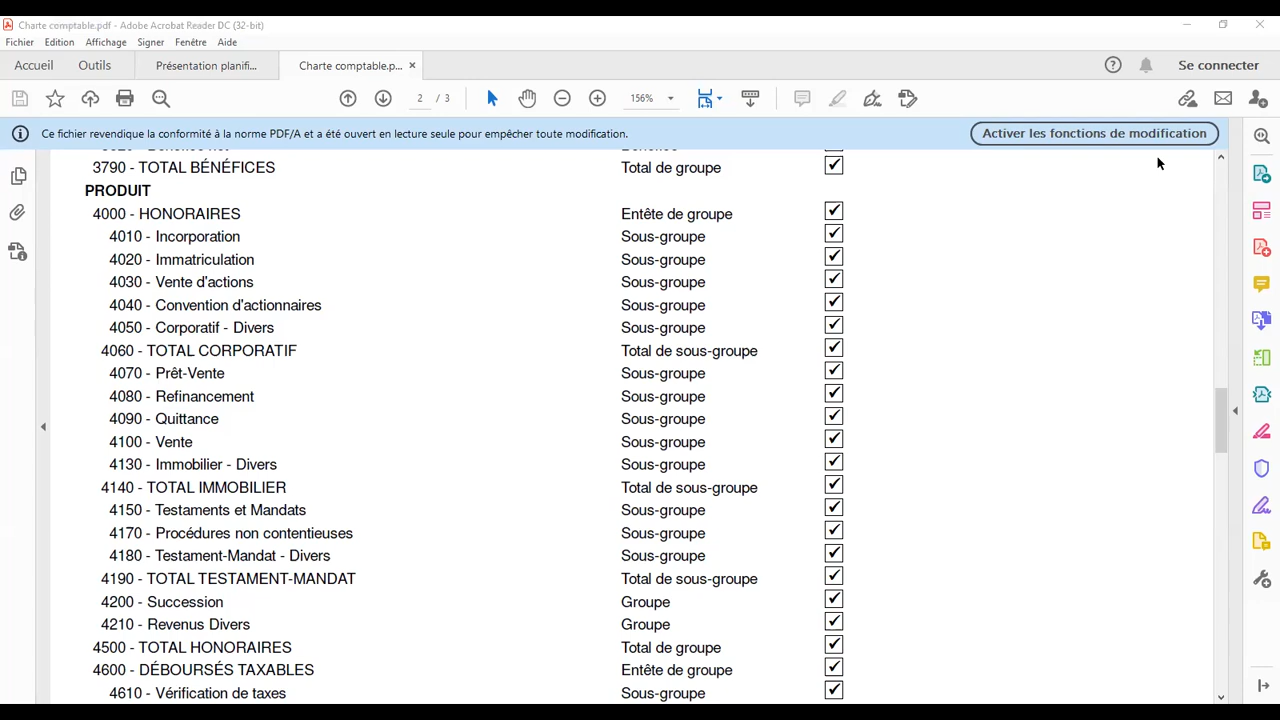 Charte comptable.pdf - Adobe Acrobat Reader DC (32-bit)
Fichier Edition Affichage Signer Fenêtre Aide
Accueil Outils Présentation planifi... Charte comptable.p... × Se connecter
2 / 3 156%
Ce fichier revendique la conformité à la norme PDF/A et a été ouvert en lecture seule pour empêcher toute modification. Activer les fonctions de modification
3790 - TOTAL BÉNÉFICES Total de groupe
PRODUIT
4000 - HONORAIRES Entête de groupe
4010 - Incorporation Sous-groupe
4020 - Immatriculation Sous-groupe
4030 - Vente d'actions Sous-groupe
4040 - Convention d'actionnaires Sous-groupe
4050 - Corporatif - Divers Sous-groupe
4060 - TOTAL CORPORATIF Total de sous-groupe
4070 - Prêt-Vente Sous-groupe
4080 - Refinancement Sous-groupe
4090 - Quittance Sous-groupe
4100 - Vente Sous-groupe
4130 - Immobilier - Divers Sous-groupe
4140 - TOTAL IMMOBILIER Total de sous-groupe
4150 - Testaments et Mandats Sous-groupe
4170 - Procédures non contentieuses Sous-groupe
4180 - Testament-Mandat - Divers Sous-groupe
4190 - TOTAL TESTAMENT-MANDAT Total de sous-groupe
4200 - Succession Groupe
4210 - Revenus Divers Groupe
4500 - TOTAL HONORAIRES Total de groupe
4600 - DÉBOURSÉS TAXABLES Entête de groupe
4610 - Vérification de taxes Sous-groupe